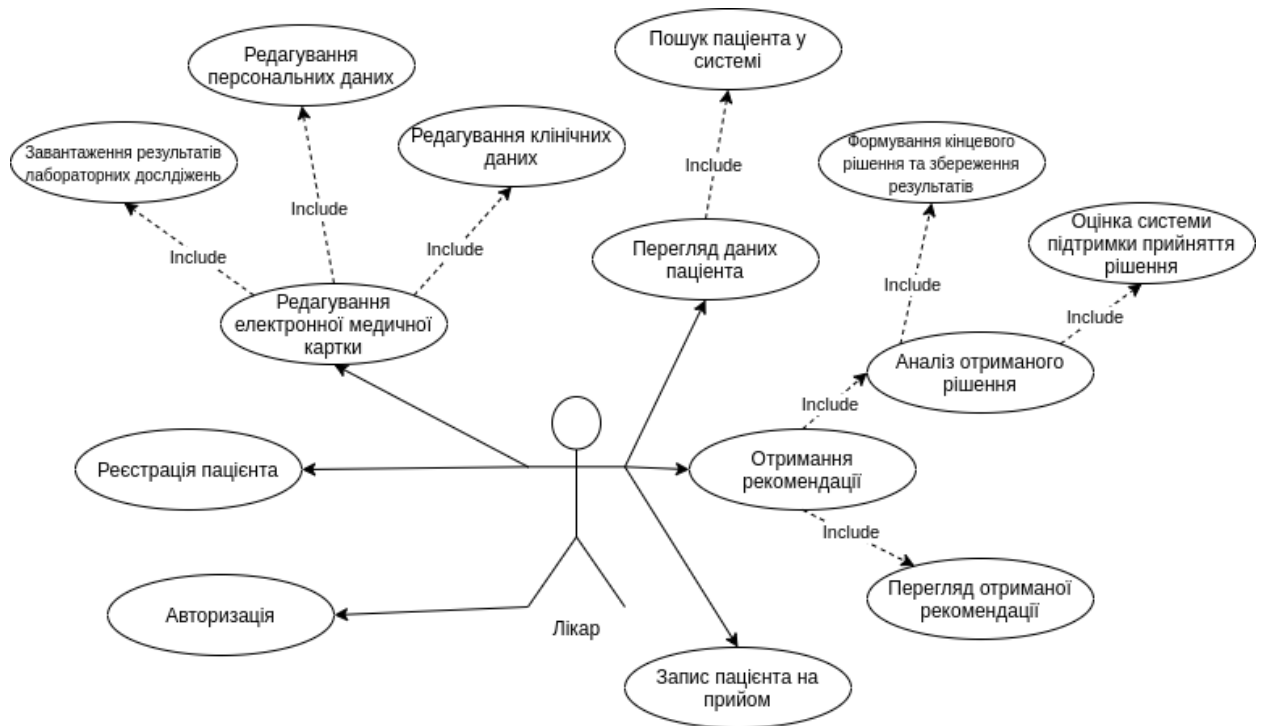 Редагування
персональних даних
Пошук пацієнта у
системі
Завантаження результатів
лабораторних дослдіжень
Редагування клінічних
даних
Формування кінцевого
рішення та збереження
результатів
Оцінка системи
підтримки прийняття
рішення
Include
Include
Include
Include
Include
Include
Перегляд даних
пацієнта
Редагування
електронної медичної
картки
Аналіз отриманого
рішення
Include
Реєстрація пацієнта
Отримання
рекомендації
Include
Перегляд отриманої
рекомендації
Авторизація
Лікар
Запис пацієнта на
прийом